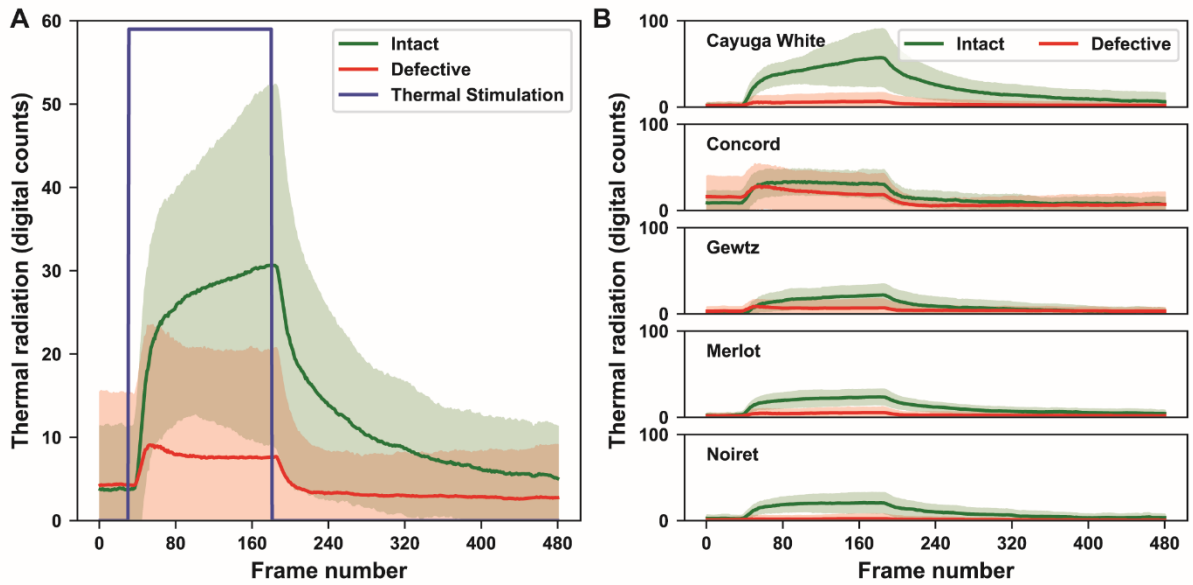 A
60
50
40
30
20
10
0
Thermal radiation (digital counts)
Intact
Defective
Thermal Stimulation
0 80 160 240 320 400 480
Frame number
B
Thermal radiation (digital counts)
Intact Defective
100
Cayuga White
0
100
Concord
0
100
Gewtz
0
100
Merlot
0
100
Noiret
0
0 80 160 240 320 400 480
Frame number